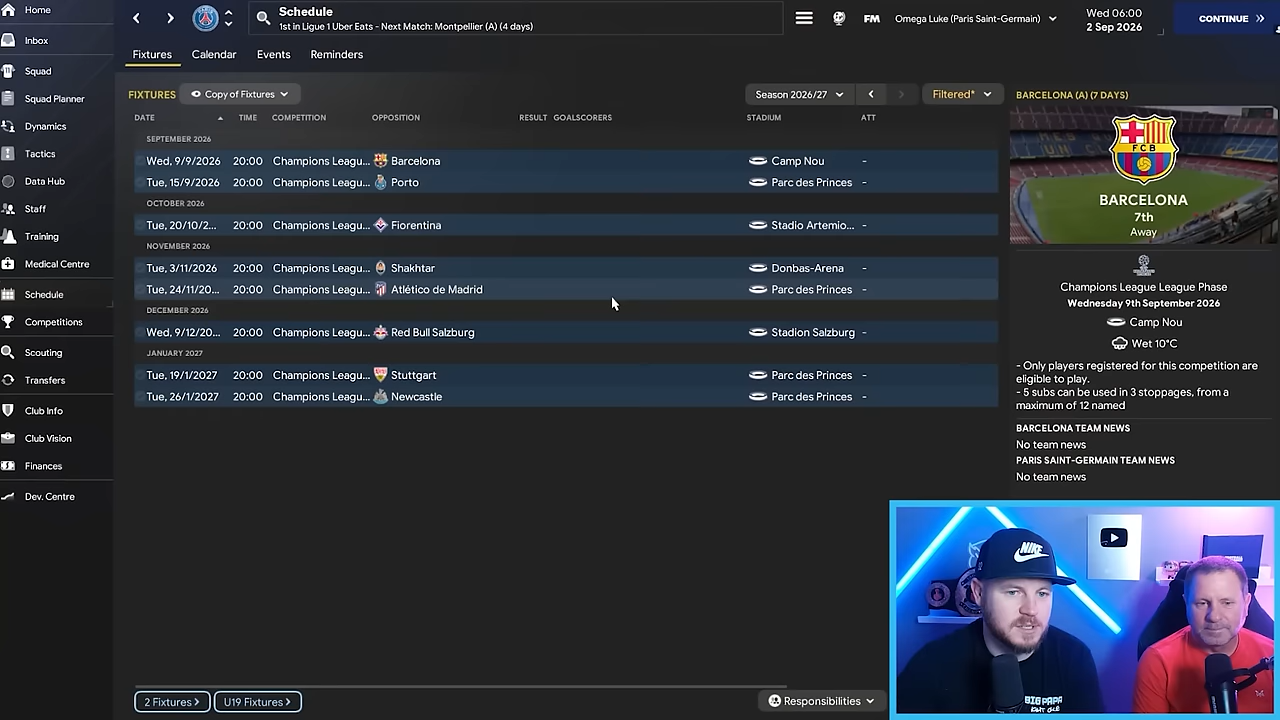 Home
Inbox
Squad
Squad Planner
Dynamics
Tactics
Data Hub
Staff
Training
Medical Centre
Schedule
Competitions
Scouting
Transfers
Club Info
Club Vision
Finances
Dev. Centre
Schedule
1st in Ligue 1 Uber Eats - Next Match: Montpellier (A) (4 days)
FM
Omega Luke (Paris Saint-Germain)
Wed 06:00
2 Sep 2026
CONTINUE
Fixtures Calendar Events Reminders
FIXTURES Copy of Fixtures Season 2026/27 Filtered*
DATE TIME COMPETITION OPPOSITION RESULT GOALSCORERS STADIUM ATT
SEPTEMBER 2026
Wed, 9/9/2026 20:00 Champions Leagu... Barcelona Camp Nou -
Tue, 15/9/2026 20:00 Champions Leagu... Porto Parc des Princes -
OCTOBER 2026
Tue, 20/10/2... 20:00 Champions Leagu... Fiorentina Stadio Artemio... -
NOVEMBER 2026
Tue, 3/11/2026 20:00 Champions Leagu... Shakhtar Donbas-Arena -
Tue, 24/11/20... 20:00 Champions Leagu... Atlético de Madrid Parc des Princes -
DECEMBER 2026
Wed, 9/12/20... 20:00 Champions Leagu... Red Bull Salzburg Stadion Salzburg -
JANUARY 2027
Tue, 19/1/2027 20:00 Champions Leagu... Stuttgart Parc des Princes -
Tue, 26/1/2027 20:00 Champions Leagu... Newcastle Parc des Princes -
2 Fixtures U19 Fixtures Responsibilities
BARCELONA (A) (7 DAYS)
FCB
BARCELONA
7th
Away
Champions League League Phase
Wednesday 9th September 2026
Camp Nou
Wet 10°C
- Only players registered for this competition are
eligible to play.
- 5 subs can be used in 3 stoppages, from a
maximum of 12 named
BARCELONA TEAM NEWS
No team news
PARIS SAINT-GERMAIN TEAM NEWS
No team news
NIKE
BIG PAPA